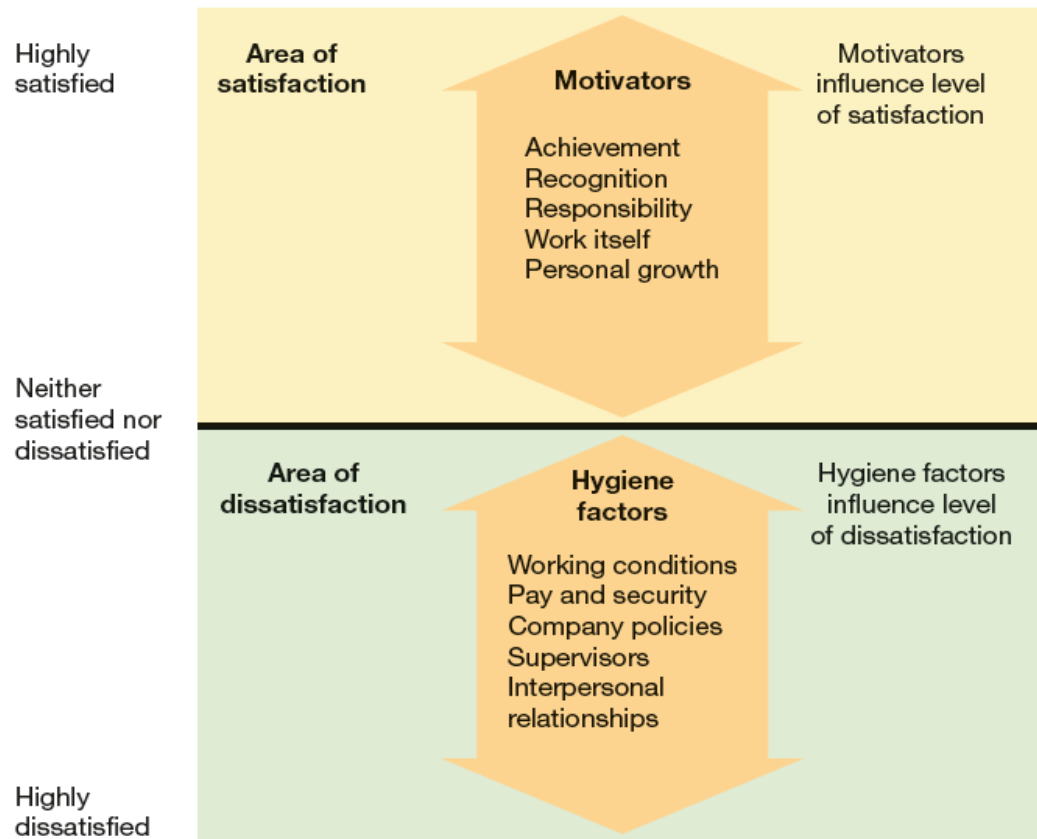 Highly
satisfied
Area of
satisfaction
Motivators
Achievement
Recognition
Responsibility
Work itself
Personal growth
Motivators
influence level
of satisfaction
Neither
satisfied nor
dissatisfied
Area of
dissatisfaction
Hygiene
factors
Working conditions
Pay and security
Company policies
Supervisors
Interpersonal
relationships
Hygiene factors
influence level
of dissatisfaction
Highly
dissatisfied